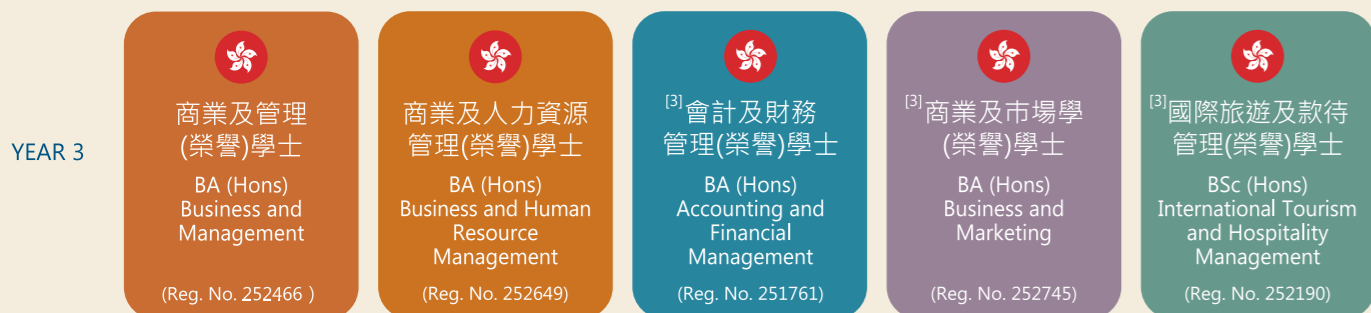 YEAR 3
商業及管理
(榮譽)學士
BA (Hons)
Business and
Management
(Reg. No. 252466 )
商業及人力資源
管理(榮譽)學士
BA (Hons)
Business and Human
Resource
Management
(Reg. No. 252649)
[3]會計及財務
管理(榮譽)學士
BA (Hons)
Accounting and
Financial
Management
(Reg. No. 251761)
[3]商業及市場學
(榮譽)學士
BA (Hons)
Business and
Marketing
(Reg. No. 252745)
[3]國際旅遊及款待
管理(榮譽)學士
BSc (Hons)
International Tourism
and Hospitality
Management
(Reg. No. 252190)